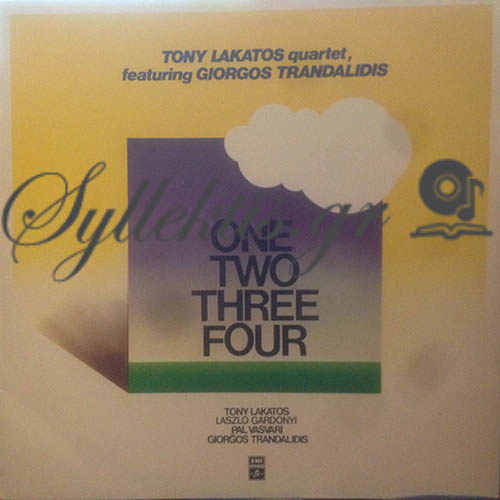 TONY LAKATOS quartet,
featuring GIORGOS TRANDALIDIS
Syllektis.gr
ONE
TWO
THREE
FOUR
TONY LAKATOS
LASZLO GARDONYI
PAL VASVARI
GIORGOS TRANDALIDIS
EMI